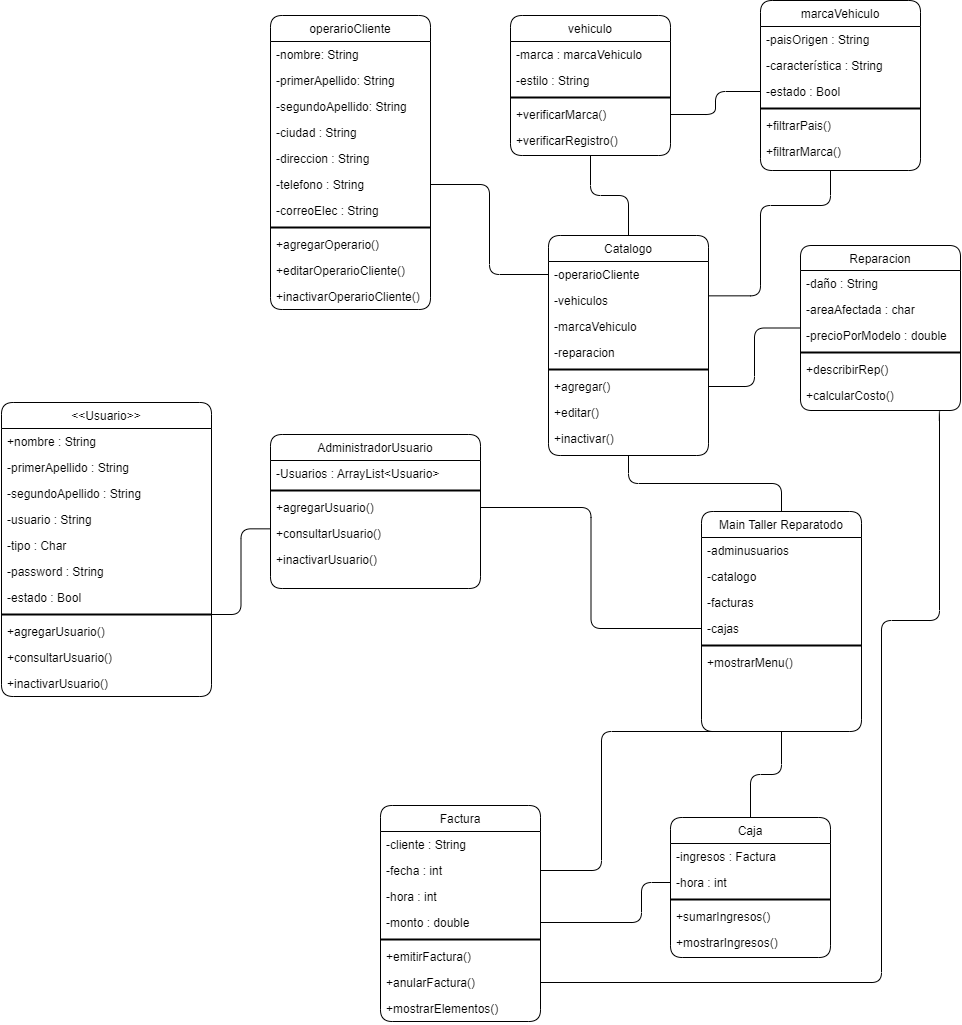 operarioCliente
-nombre: String
-primerApellido: String
-segundoApellido: String
-ciudad : String
-direccion : String
-telefono : String
-correoElec : String
+agregarOperario()
+editarOperarioCliente()
+inactivarOperarioCliente()
vehiculo
-marca : marcaVehiculo
-estilo : String
+verificarMarca()
+verificarRegistro()
marcaVehiculo
-paisOrigen : String
-característica : String
-estado : Bool
+filtrarPais()
+filtrarMarca()
Catalogo
-operarioCliente
-vehiculos
-marcaVehiculo
-reparacion
+agregar()
+editar()
+inactivar()
Reparacion
-daño : String
-areaAfectada : char
-precioPorModelo : double
+describirRep()
+calcularCosto()
<<Usuario>>
+nombre : String
-primerApellido : String
-segundoApellido : String
-usuario : String
-tipo : Char
-password : String
-estado : Bool
+agregarUsuario()
+consultarUsuario()
+inactivarUsuario()
AdministradorUsuario
-Usuarios : ArrayList<Usuario>
+agregarUsuario()
+consultarUsuario()
+inactivarUsuario()
Main Taller Reparatodo
-adminusuarios
-catalogo
-facturas
-cajas
+mostrarMenu()
Factura
-cliente : String
-fecha : int
-hora : int
-monto : double
+emitirFactura()
+anularFactura()
+mostrarElementos()
Caja
-ingresos : Factura
-hora : int
+sumarIngresos()
+mostrarIngresos()